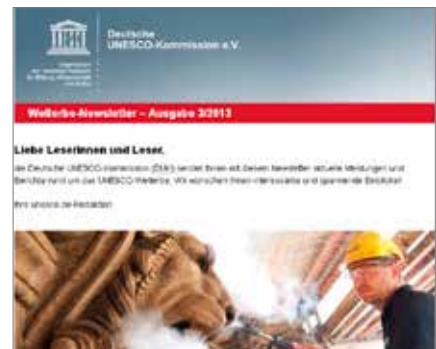 Deutsche
UNESCO-Kommission e.V.
Welterbe-Newsletter – Ausgabe 3/2013
Liebe Leserinnen und Leser,
die Deutsche UNESCO-Kommission (DUK) sendet Ihnen mit diesem Newsletter aktuelle Meldungen und
Berichte rund um das UNESCO-Welterbe. Wir wünschen Ihnen interessante und spannende Einblicke!
Ihre unesco.de-Redaktion